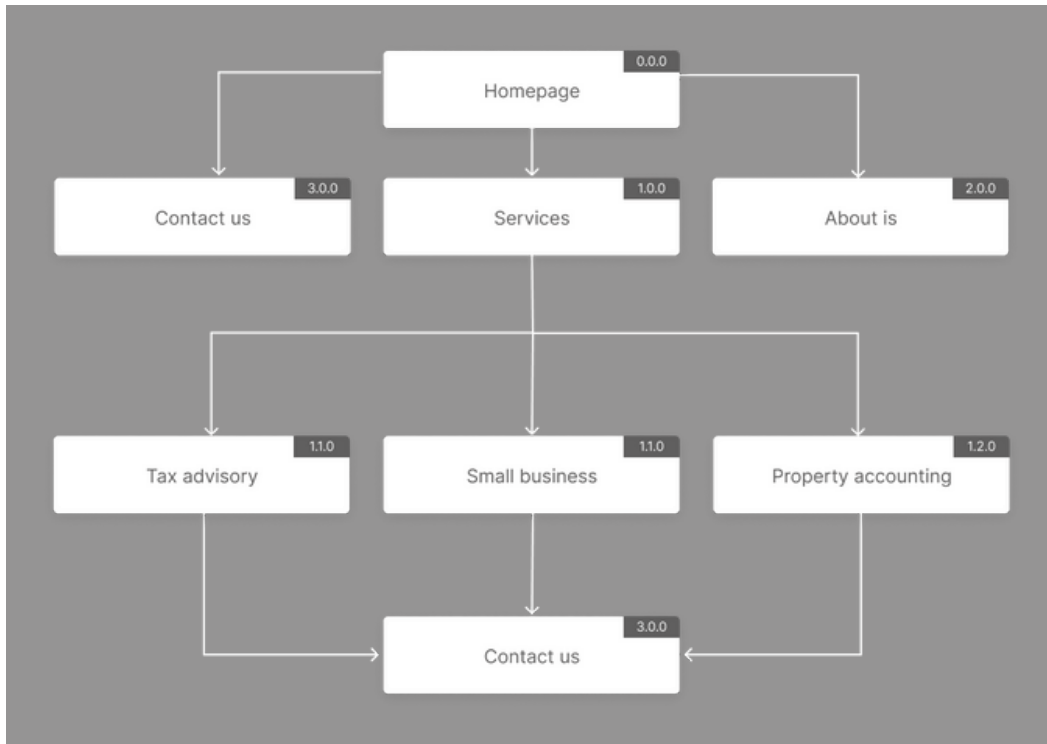 0.0.0
Homepage
3.0.0
Contact us
1.0.0
Services
2.0.0
About is
1.1.0
Tax advisory
1.1.0
Small business
1.2.0
Property accounting
3.0.0
Contact us